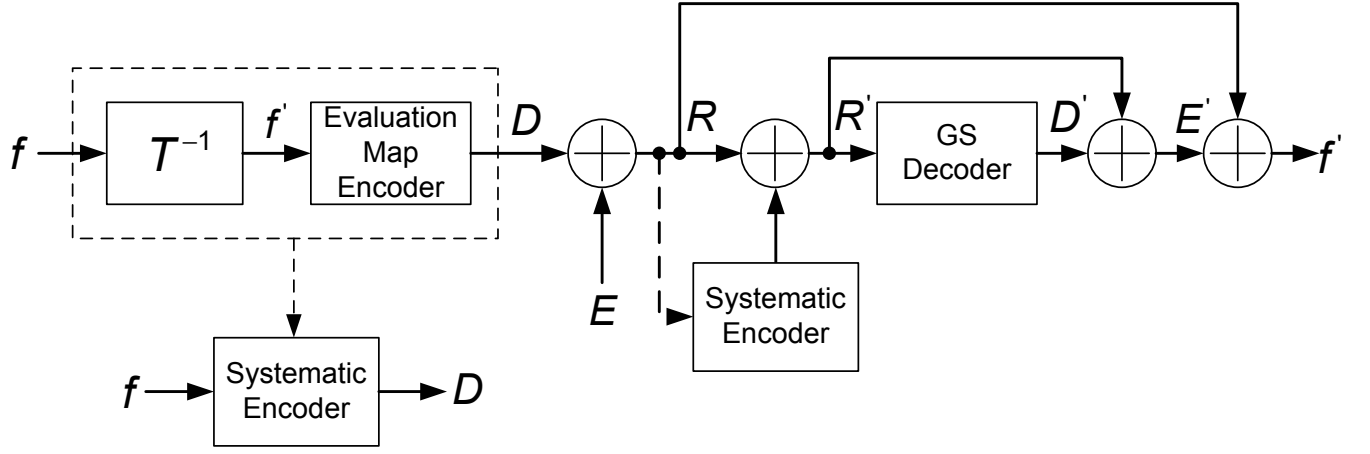 f
T⁻¹
f'
Evaluation
Map
Encoder
D
E
R
R'
GS
Decoder
D'
E'
f'
Systematic
Encoder
f
Systematic
Encoder
D